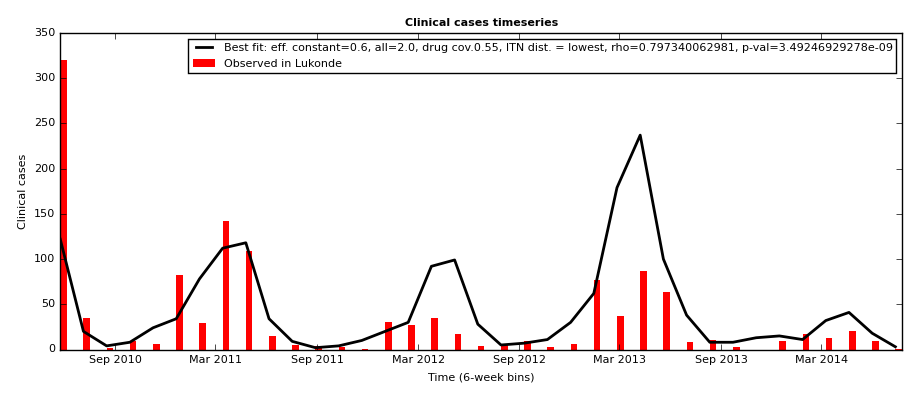 Clinical cases timeseries
350
300
250
200
150
100
50
0
Clinical cases
Best fit: eff. constant=0.6, all=2.0, drug cov.0.55, ITN dist. = lowest, rho=0.797340062981, p-val=3.49246929278e-09
Observed in Lukonde
Sep 2010 Mar 2011 Sep 2011 Mar 2012 Sep 2012 Mar 2013 Sep 2013 Mar 2014
Time (6-week bins)